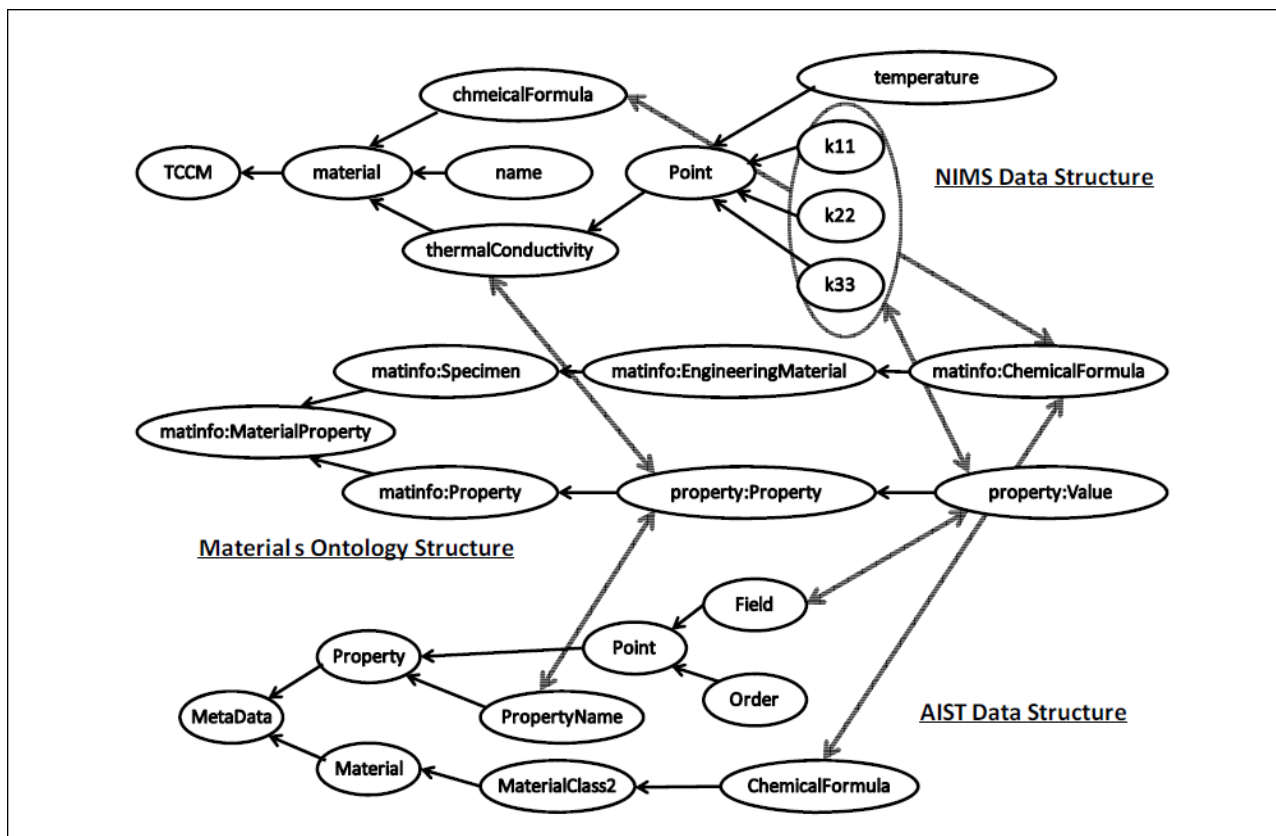 temperature
chmeicalFormula
k11
TCCM
material
name
Point
NIMS Data Structure
k22
thermalConductivity
k33
matinfo:Specimen
matinfo:EngineeringMaterial
matinfo:ChemicalFormula
matinfo:MaterialProperty
matinfo:Property
property:Property
property:Value
Materials Ontology Structure
Field
Point
Property
Order
MetaData
PropertyName
AIST Data Structure
Material
MaterialClass2
ChemicalFormula